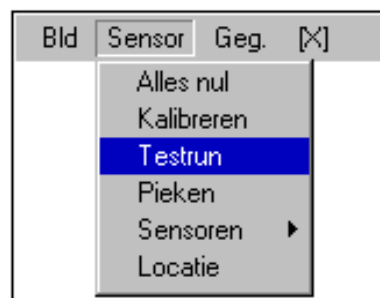 Bld Sensor Geg. [X]
Alles nul
Kalibreren
Testrun
Pieken
Sensoren
Locatie